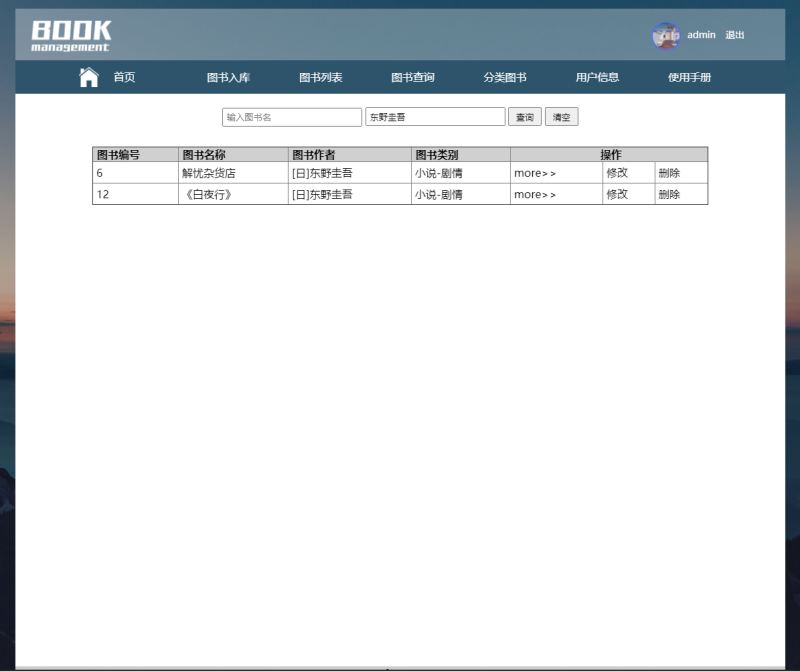 BOOK
management
admin 退出
首页 图书入库 图书列表 图书查询 分类图书 用户信息 使用手册
输入图书名 东野圭吾 查询 清空
图书编号 图书名称 图书作者 图书类别 操作
6 解忧杂货店 [日]东野圭吾 小说-剧情 more>> 修改 删除
12 《白夜行》 [日]东野圭吾 小说-剧情 more>> 修改 删除